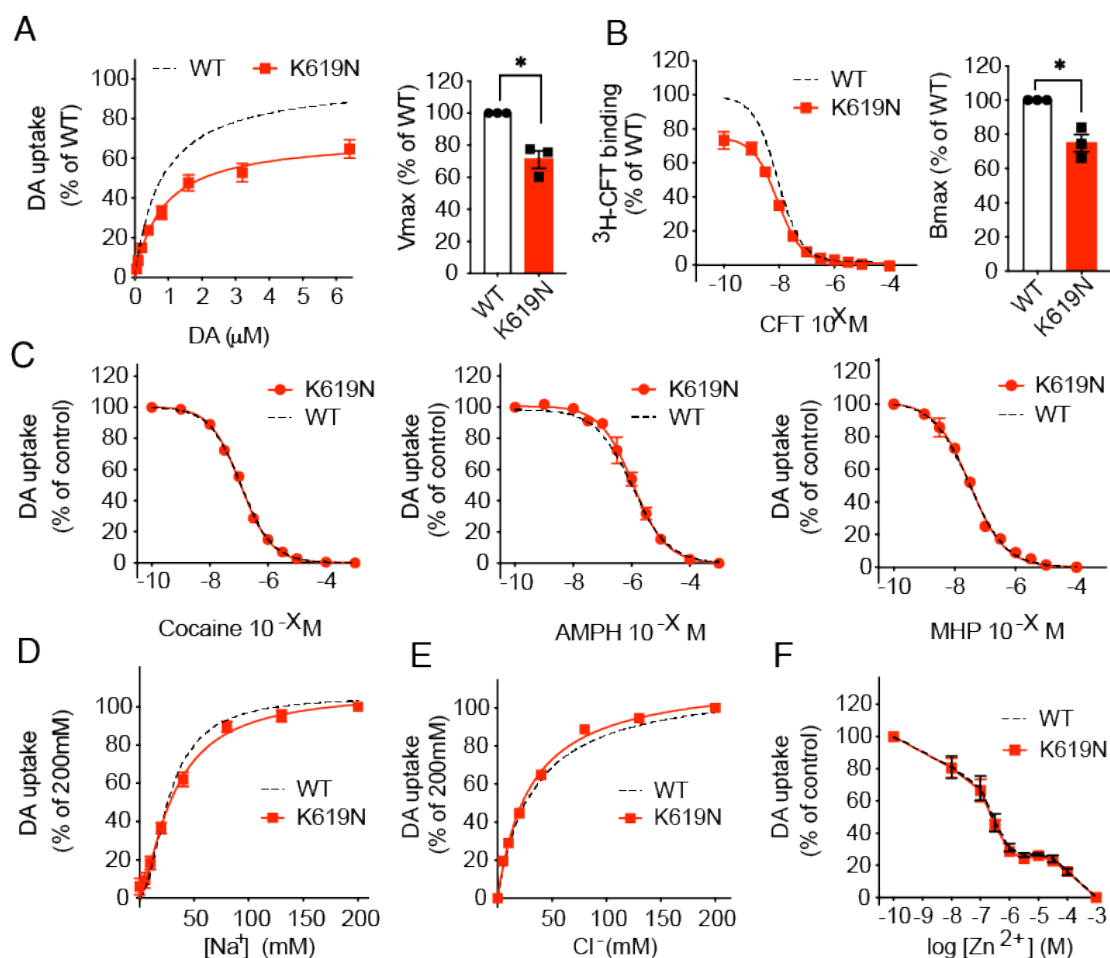 A
WT K619N
DA uptake
(% of WT)
120
100
80
60
40
20
0
0 1 2 3 4 5 6
DA (μM)
Vmax (% of WT)
120
100
80
60
40
20
0
*
WT
K619N
B
WT
K619N
³H-CFT binding
(% of WT)
120
100
80
60
40
20
0
-10 -8 -6 -4
CFT 10^X M
Bmax (% of WT)
120
100
80
60
40
20
0
*
WT
K619N
C
K619N
WT
DA uptake
(% of control)
120
100
80
60
40
20
0
-10 -8 -6 -4
Cocaine 10^-X M
K619N
WT
DA uptake
(% of control)
120
100
80
60
40
20
0
-10 -8 -6 -4
AMPH 10^-X M
K619N
WT
DA uptake
(% of control)
120
100
80
60
40
20
0
-10 -8 -6 -4
MHP 10^-X M
D
DA uptake
(% of 200mM)
100
80
60
40
20
0
WT
K619N
50 100 150 200
[Na⁺] (mM)
E
DA uptake
(% of 200mM)
100
80
60
40
20
0
WT
K619N
50 100 150 200
Cl⁻(mM)
F
WT
K619N
DA uptake
(% of control)
120
100
80
60
40
20
0
-10 -9 -8 -7 -6 -5 -4 -3
log [Zn²⁺] (M)